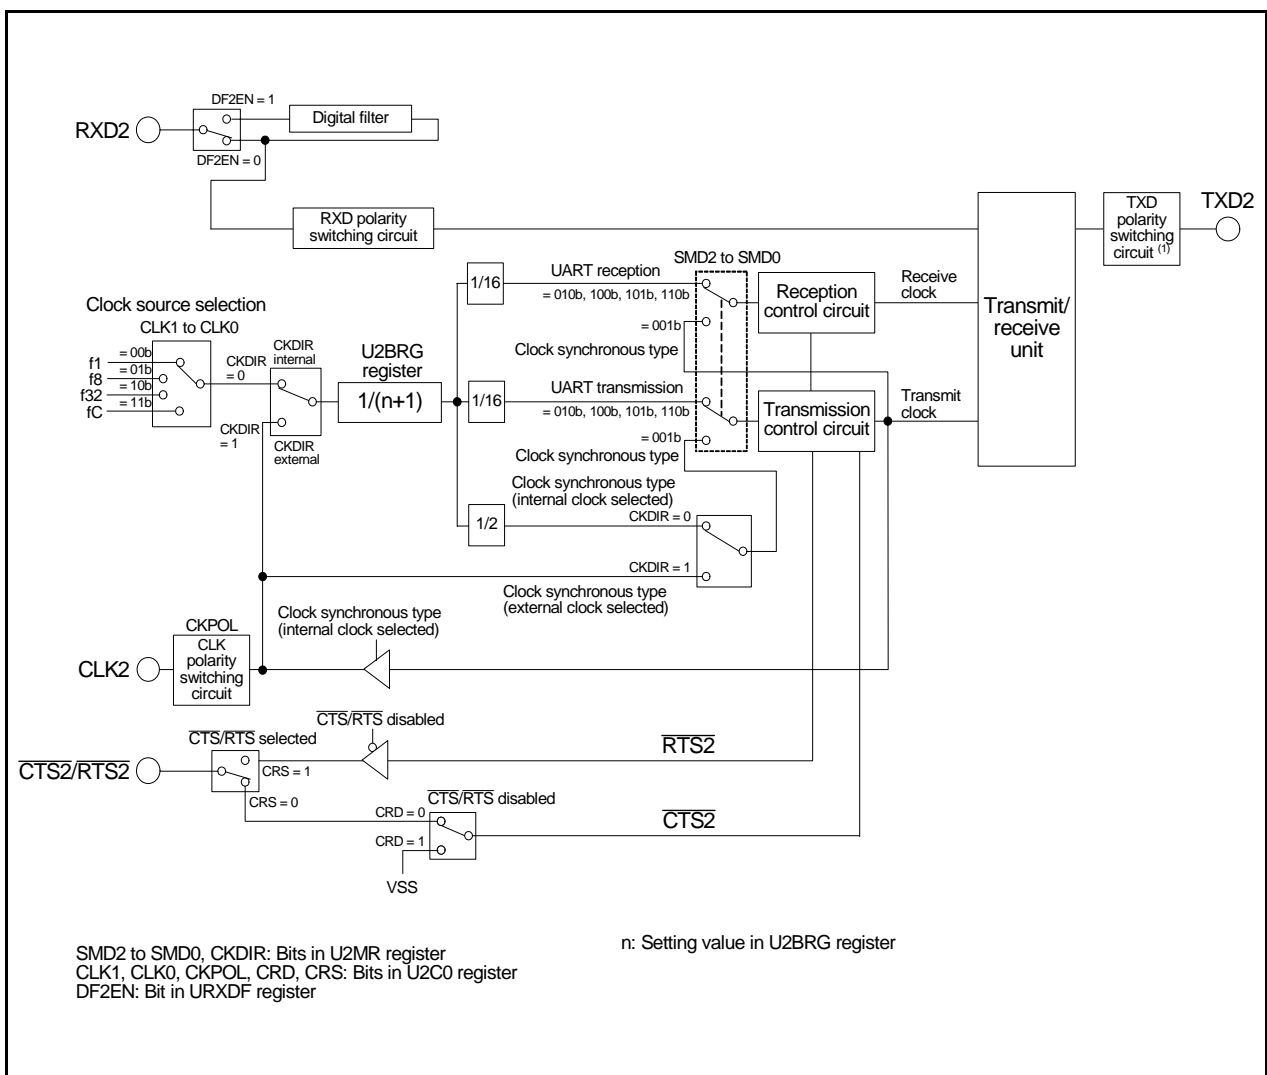 DF2EN = 1
Digital filter
RXD2
DF2EN = 0
RXD polarity
switching circuit
TXD
polarity
switching
circuit (1)
TXD2
SMD2 to SMD0
1/16
UART reception
= 010b, 100b, 101b, 110b
Reception
control circuit
Receive
clock
Transmit/
receive
unit
= 001b
Clock synchronous type
Clock source selection
CLK1 to CLK0
= 00b
f1
= 01b
f8
= 10b
f32
= 11b
fC
CKDIR
= 0
CKDIR
internal
CKDIR
= 1
CKDIR
external
U2BRG
register
1/(n+1)
1/16
UART transmission
= 010b, 100b, 101b, 110b
Transmission
control circuit
Transmit
clock
= 001b
Clock synchronous type
Clock synchronous type
(internal clock selected)
1/2
CKDIR = 0
CKDIR = 1
Clock synchronous type
(external clock selected)
Clock synchronous type
(internal clock selected)
CKPOL
CLK
polarity
switching
circuit
CLK2
CTS/RTS disabled
CTS/RTS selected
RTS2
CTS2/RTS2
CRS = 1
CRS = 0
CTS/RTS disabled
CRD = 0
CTS2
CRD = 1
VSS
n: Setting value in U2BRG register
SMD2 to SMD0, CKDIR: Bits in U2MR register
CLK1, CLK0, CKPOL, CRD, CRS: Bits in U2C0 register
DF2EN: Bit in URXDF register